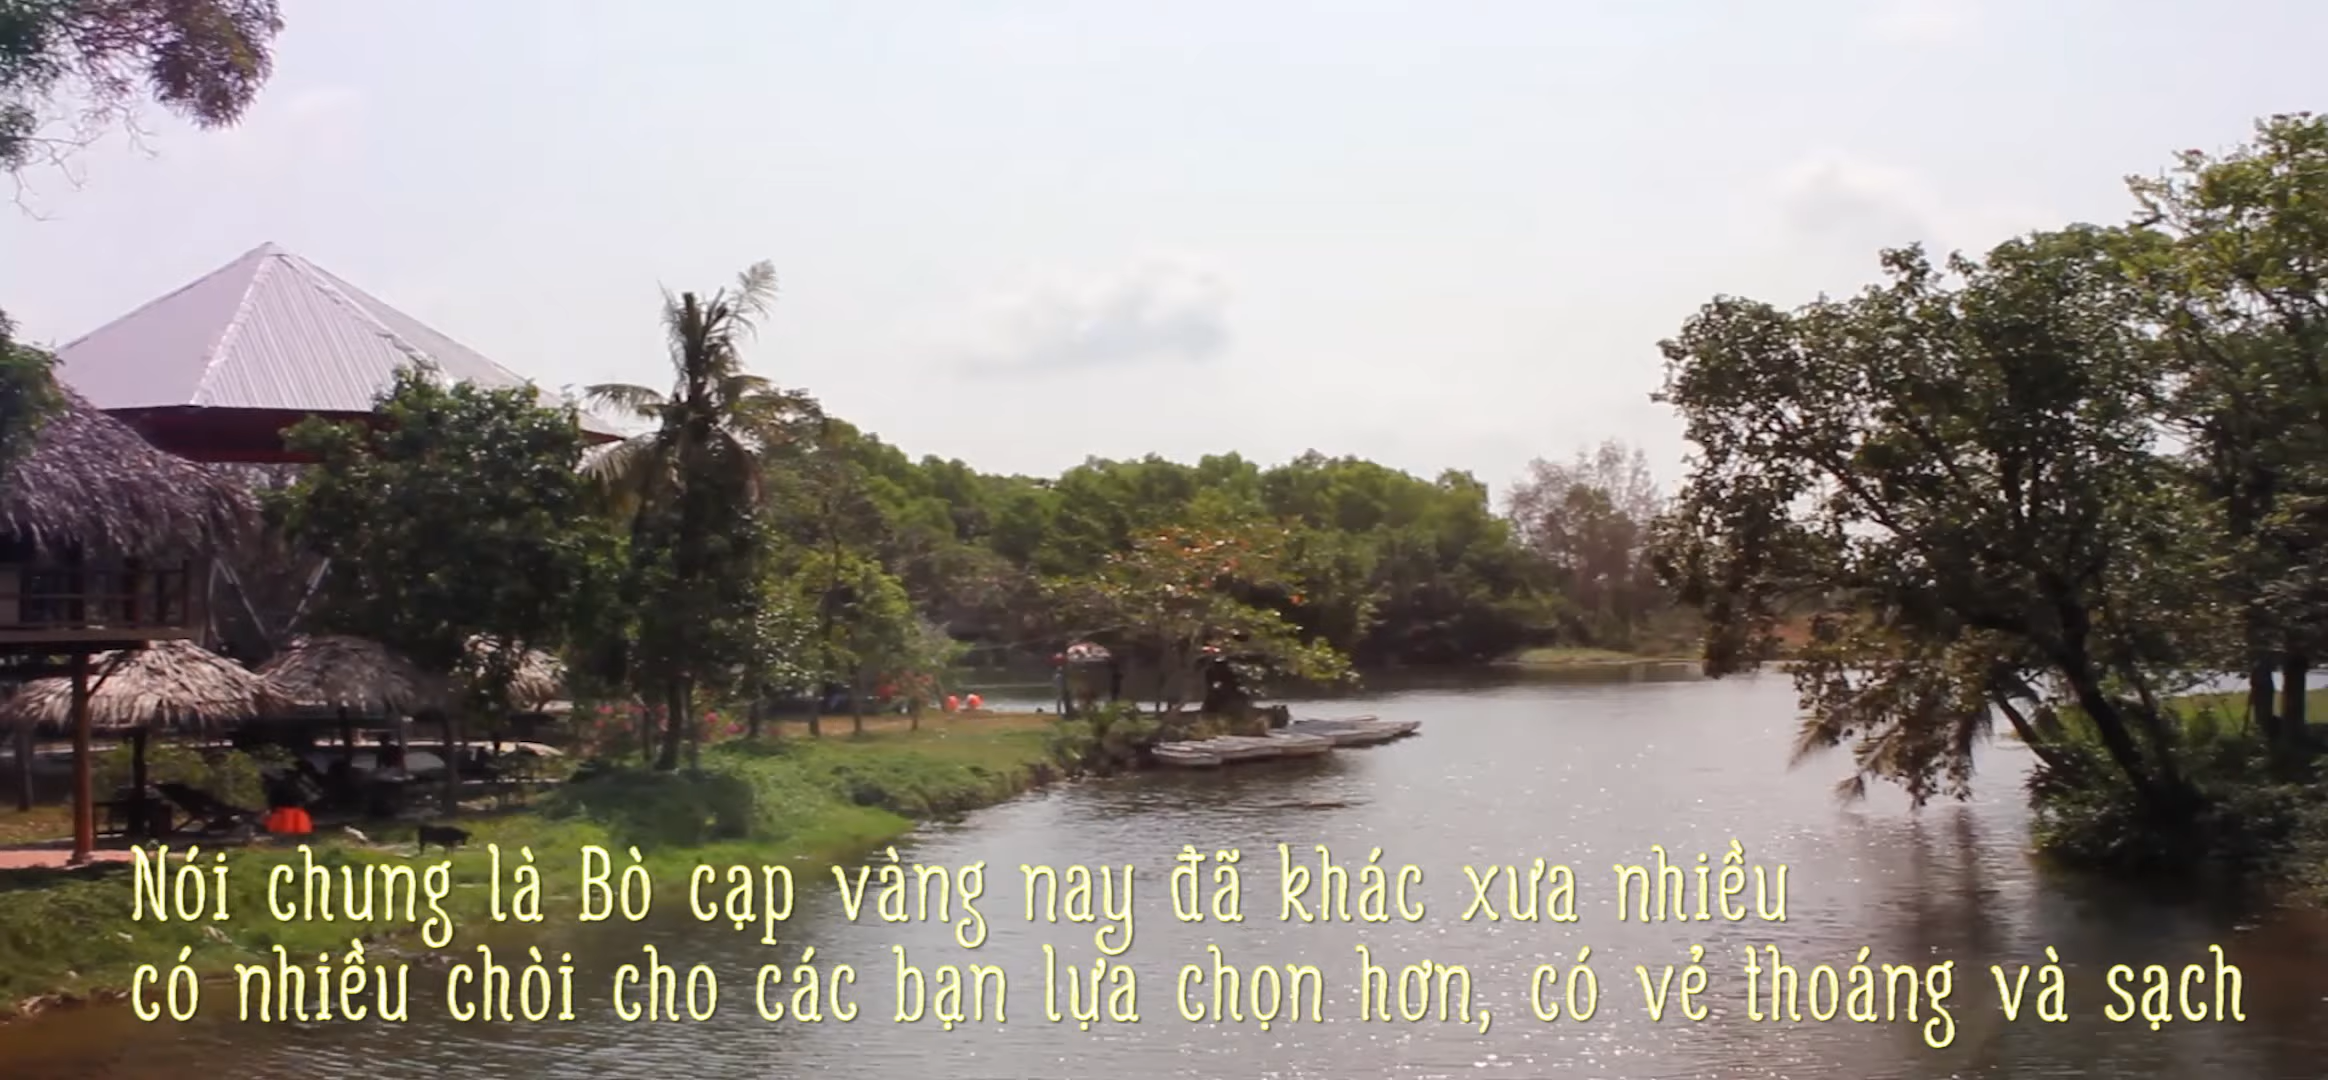 Nói chung là Bò cạp vàng nay đã khác xưa nhiều
có nhiều chòi cho các bạn lựa chọn hơn, có vẻ thoáng và sạch